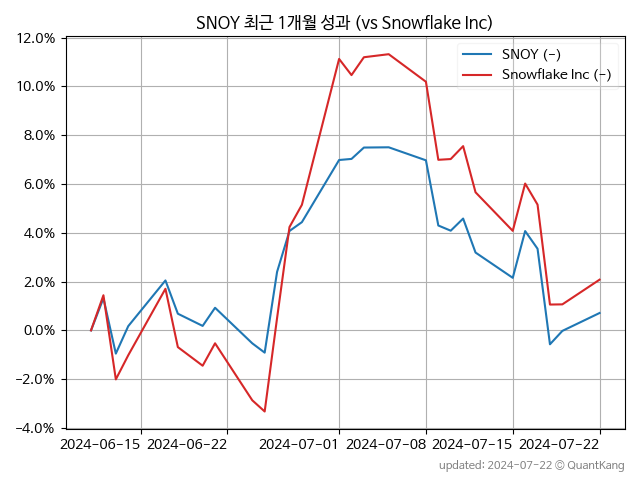 SNOY 최근 1개월 성과 (vs Snowflake Inc)
12.0%
10.0%
8.0%
6.0%
4.0%
2.0%
0.0%
-2.0%
-4.0%
SNOY (-)
Snowflake Inc (-)
2024-06-15 2024-06-22 2024-07-01 2024-07-08 2024-07-15 2024-07-22
updated: 2024-07-22 © QuantKang